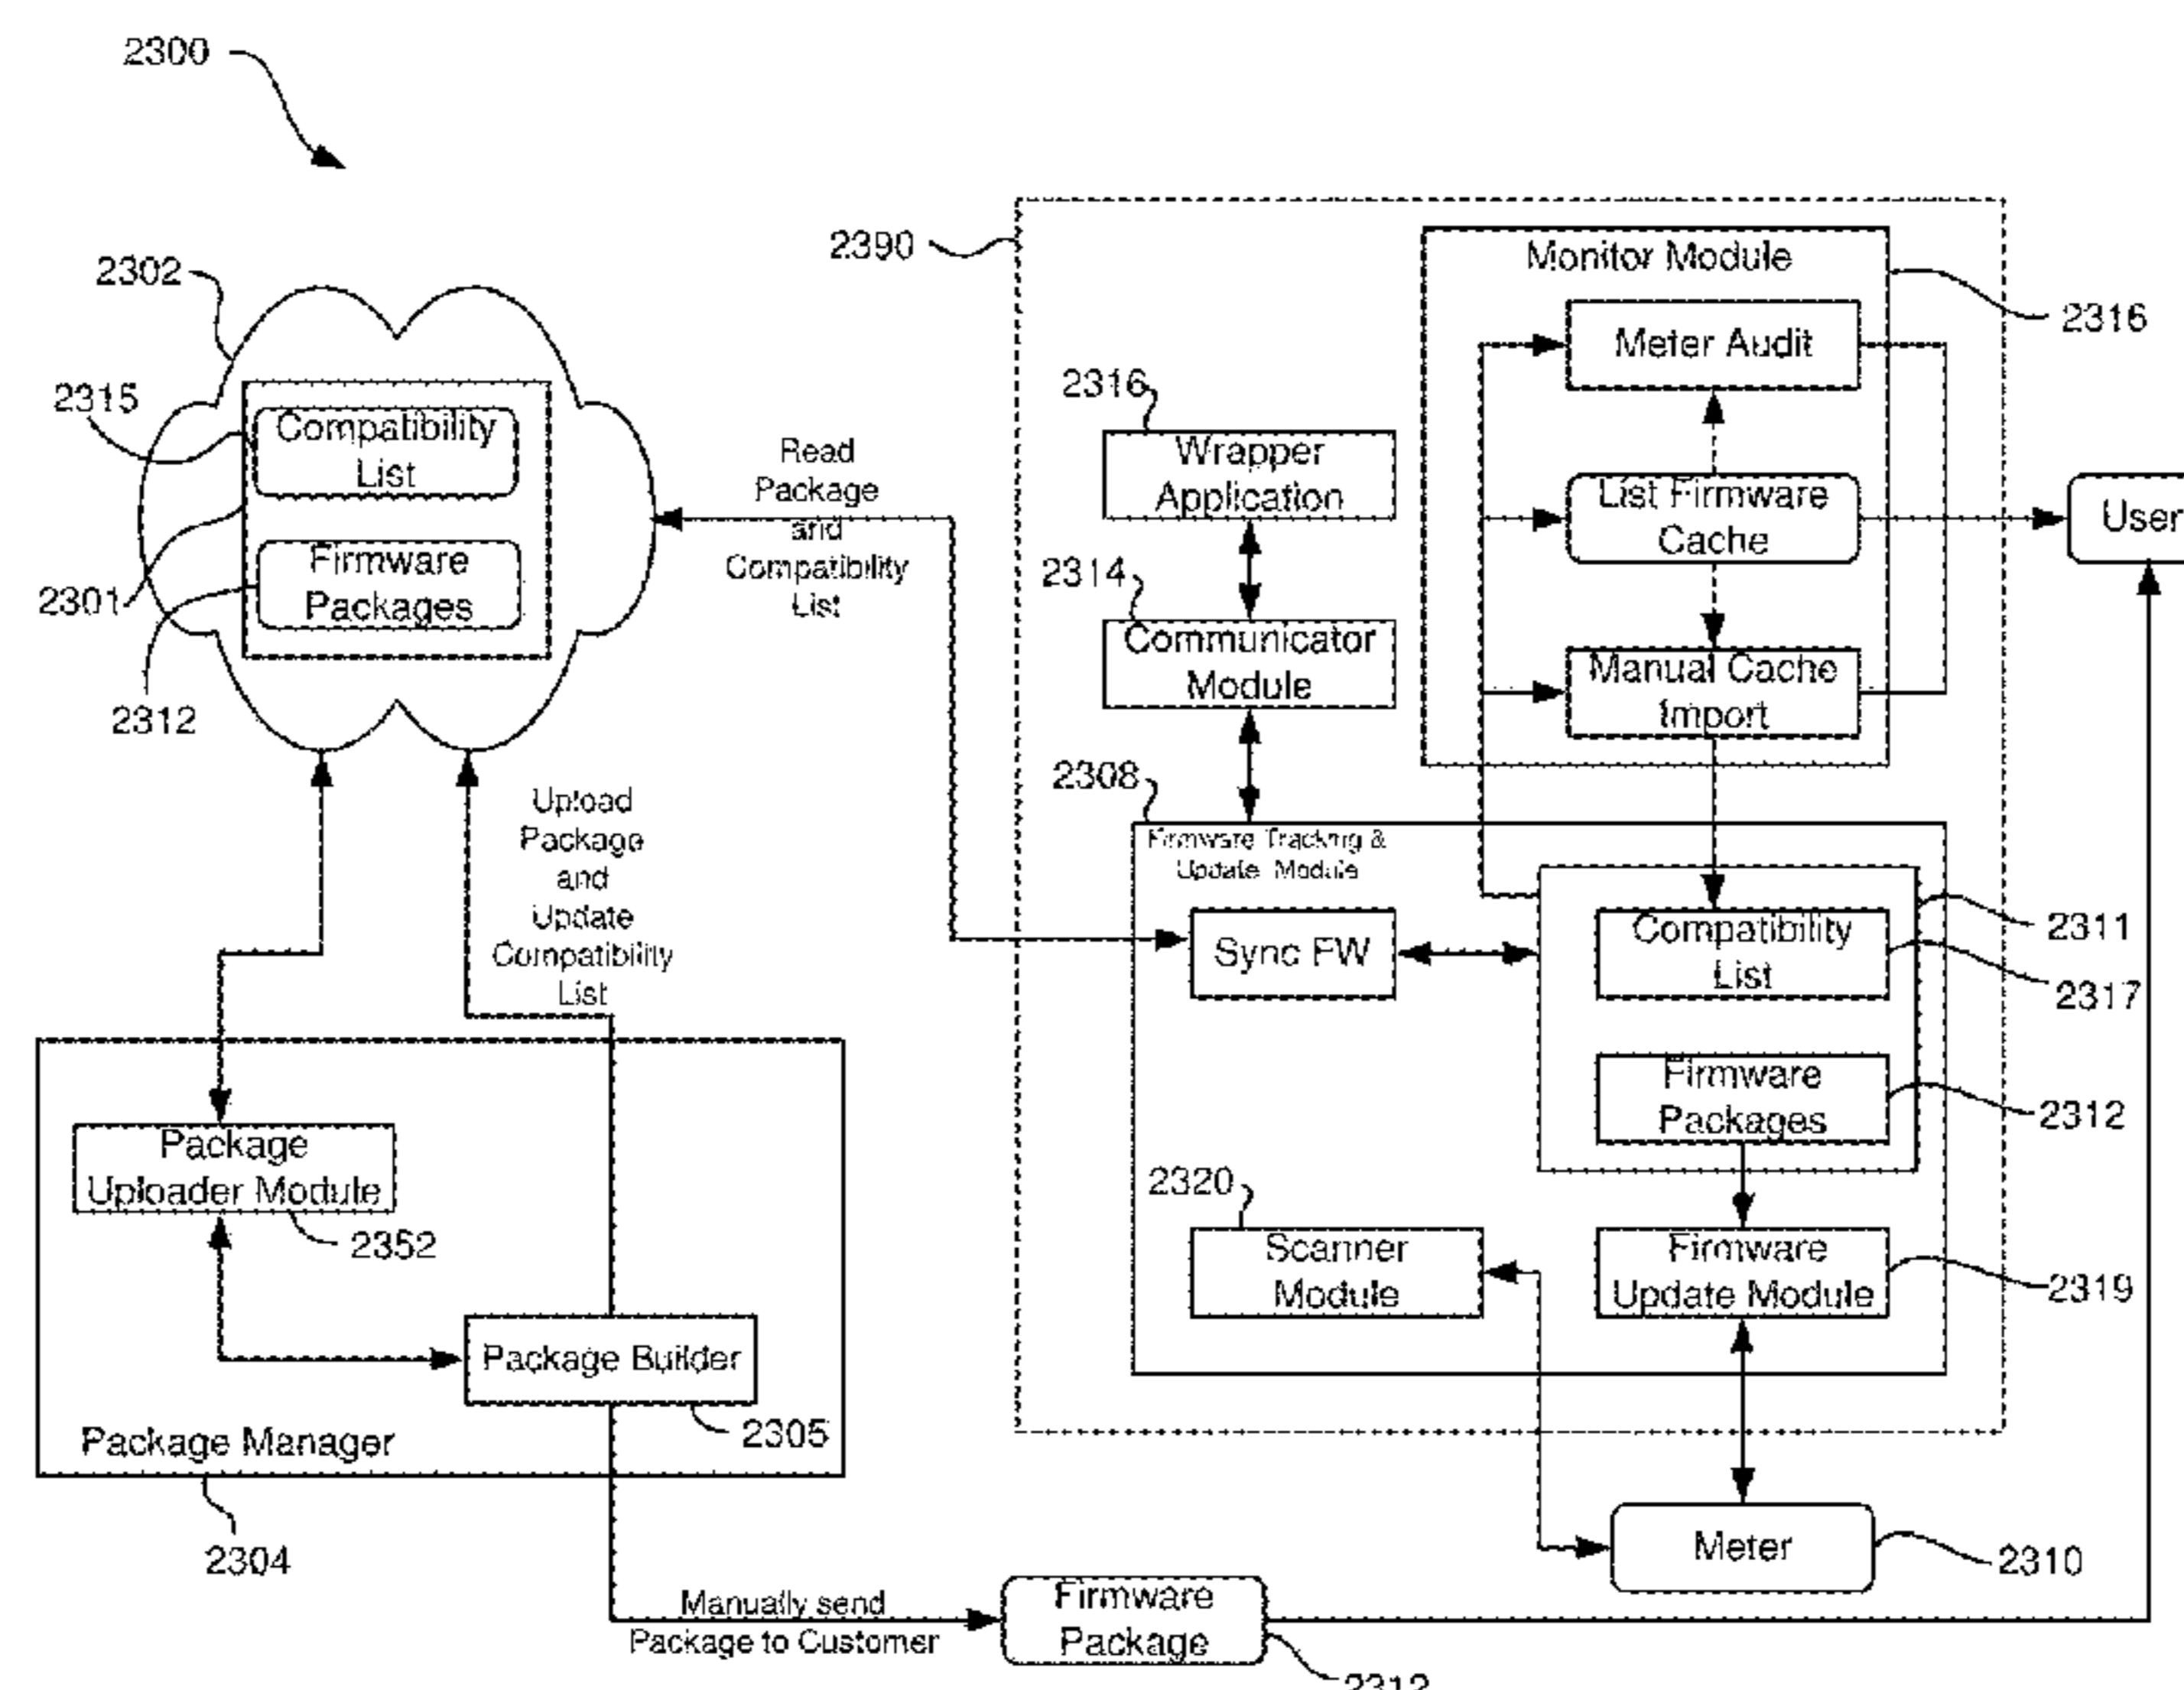 2300
2302
2315
Compatibility
List
2301
Firmware
Packages
2312
Read
Package
and
Compatibility
List
Upload
Package
and
Update
Compatibility
List
Package
Uploader Module
2352
Package Builder
2305
Package Manager
2304
Manually send
Package to Customer
Firmware
Package
2312
2390
Monitor Module
2316
Meter Audit
List Firmware
Cache
Manual Cache
Import
User
2316
Wrapper
Application
2314
Communicator
Module
2308
Firmware Tracking &
Update Module
Sync FW
Compatibility
List
2311
2317
Firmware
Packages
2312
2320
Scanner
Module
Firmware
Update Module
2319
Meter
2310